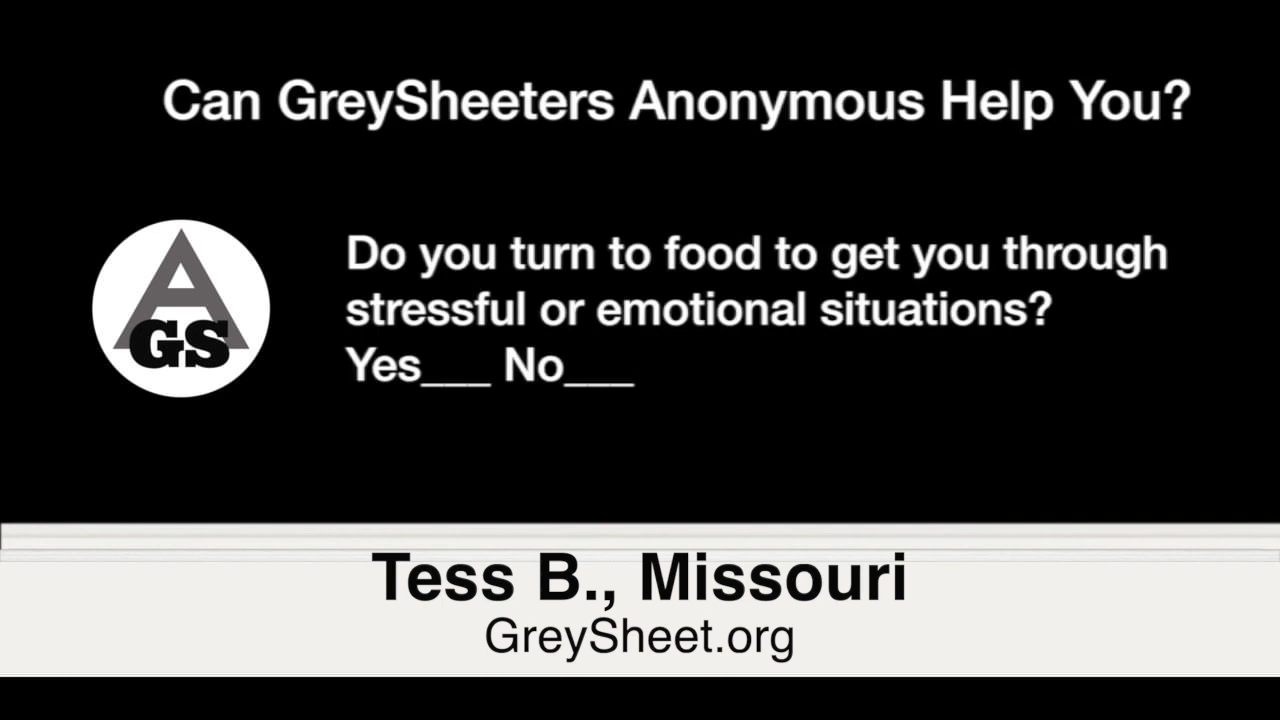 Can GreySheeters Anonymous Help You?
A
GS
Do you turn to food to get you through
stressful or emotional situations?
Yes___ No___
Tess B., Missouri
GreySheet.org